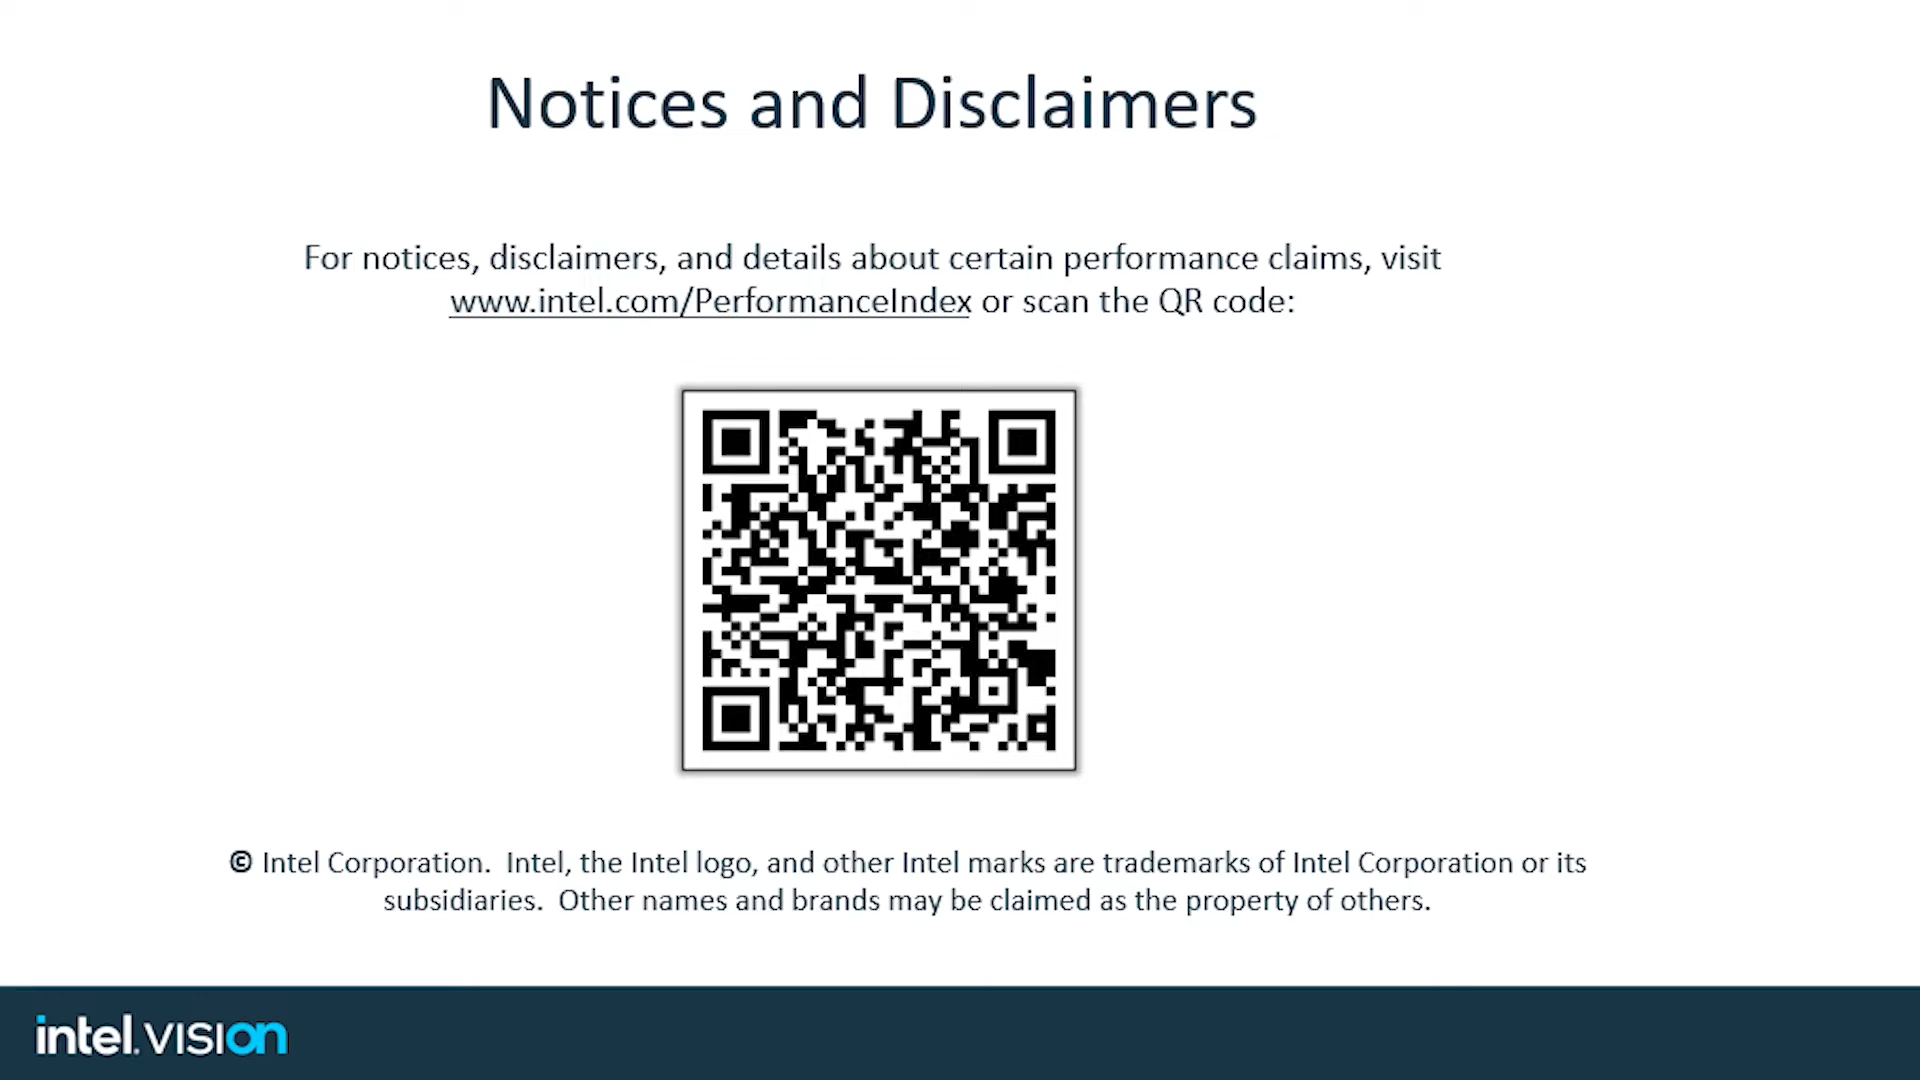 Notices and Disclaimers
For notices, disclaimers, and details about certain performance claims, visit
www.intel.com/PerformanceIndex or scan the QR code:
© Intel Corporation.  Intel, the Intel logo, and other Intel marks are trademarks of Intel Corporation or its
subsidiaries.  Other names and brands may be claimed as the property of others.
intel. VISION